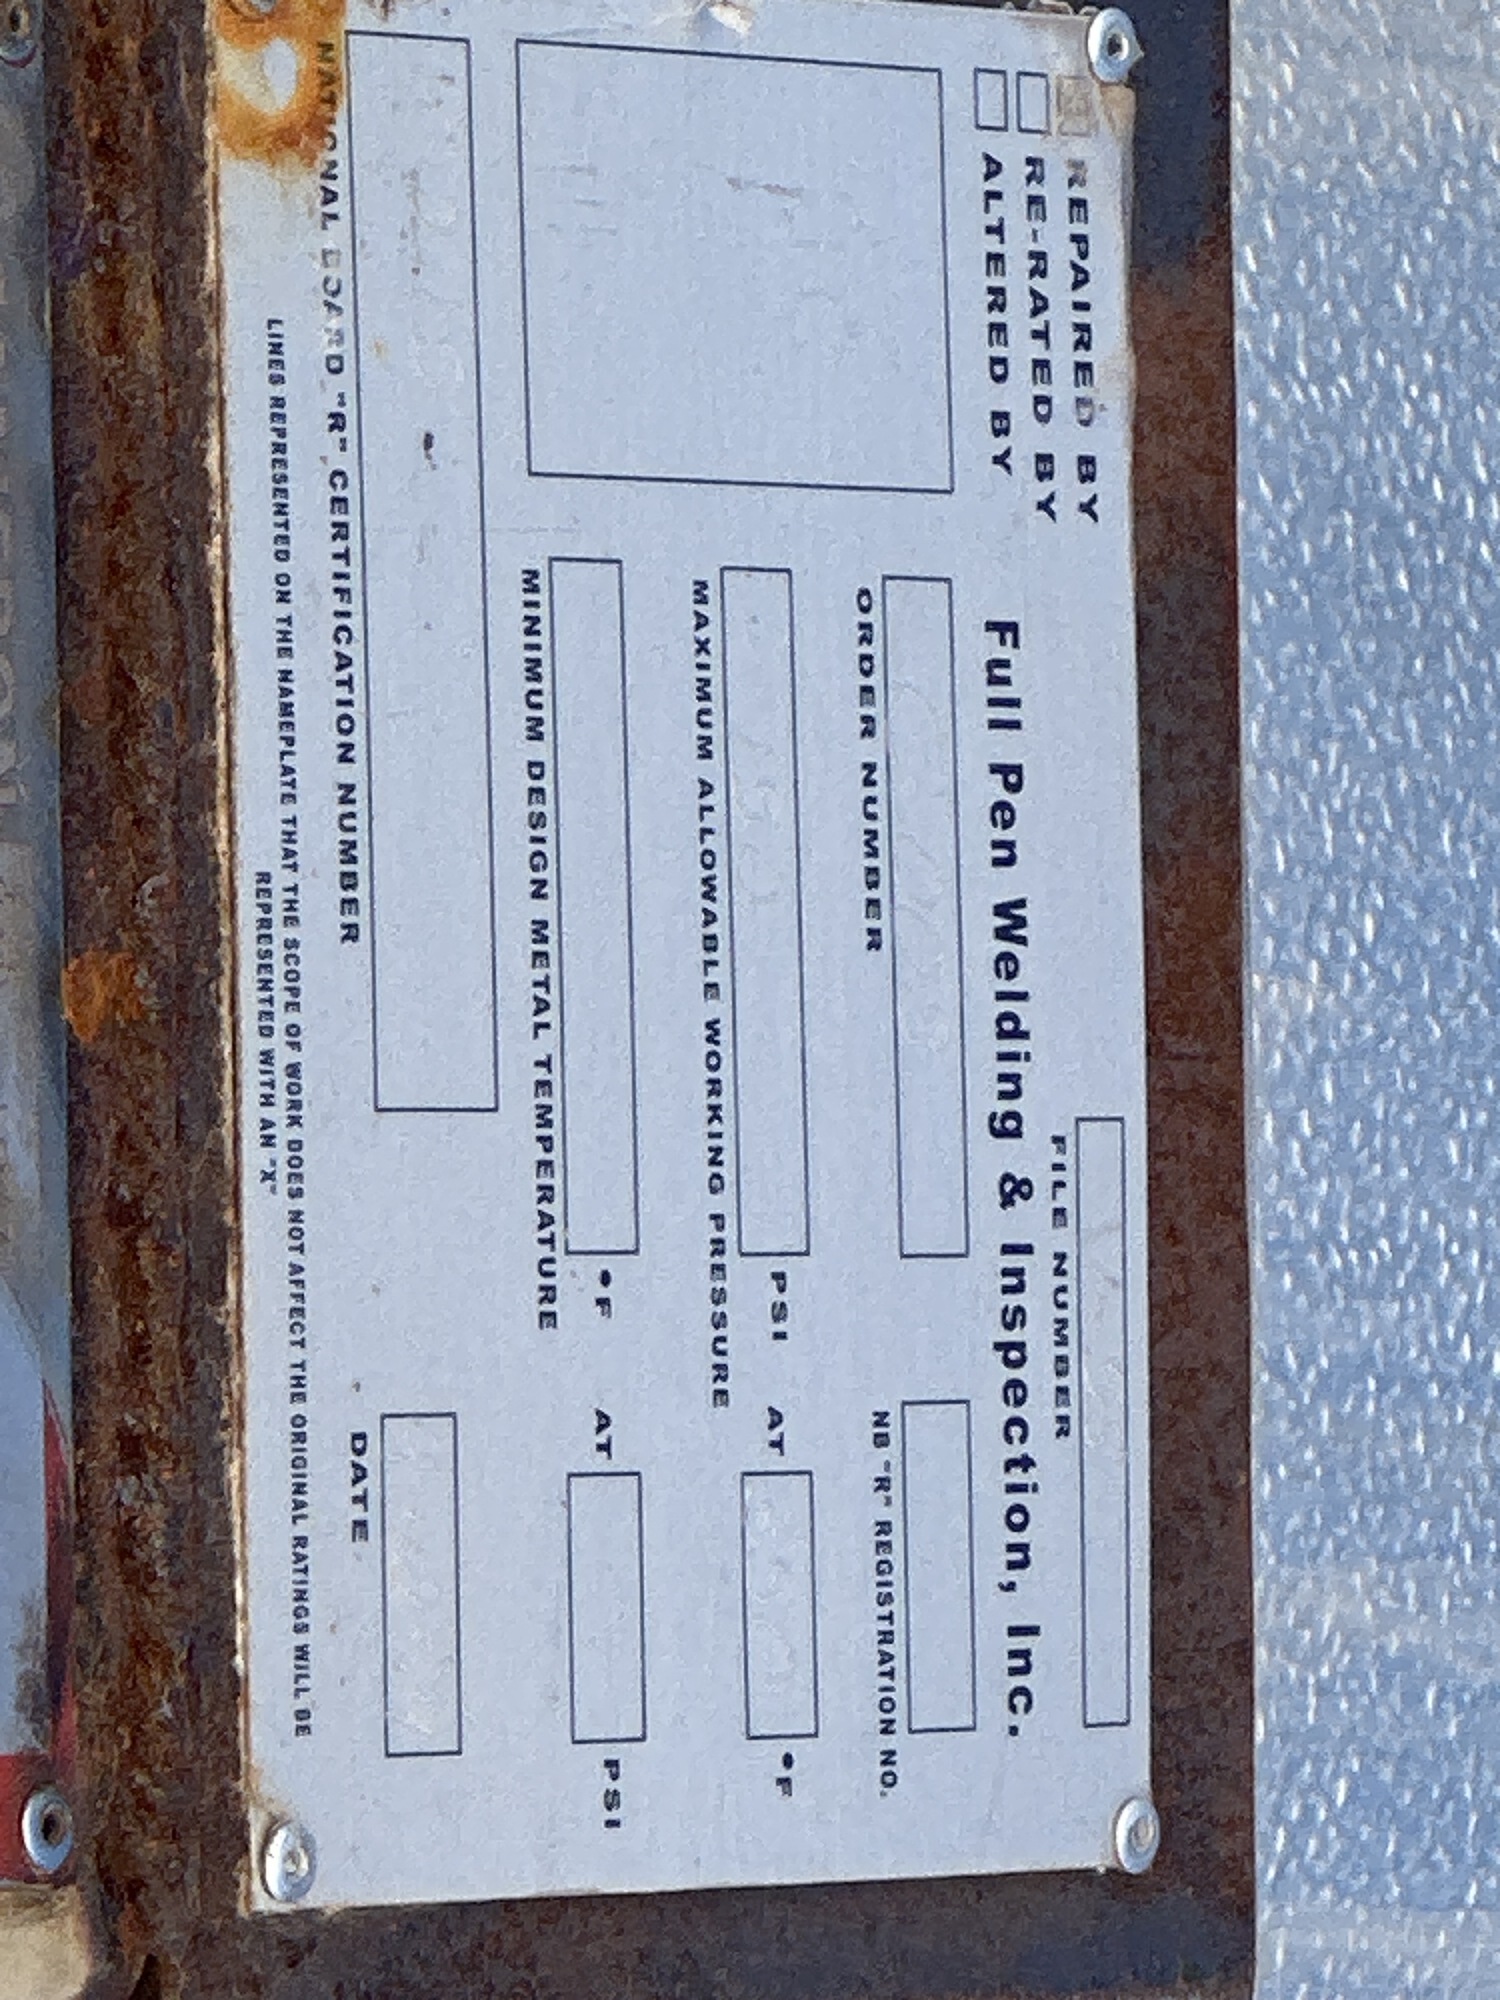 REPAIRED BY
RE-RATED BY
ALTERED BY
FILE NUMBER
Full Pen Welding & Inspection, Inc.
ORDER NUMBER
NB "R" REGISTRATION NO.
PSI AT °F
MAXIMUM ALLOWABLE WORKING PRESSURE
°F AT PSI
MINIMUM DESIGN METAL TEMPERATURE
NATIONAL BOARD "R" CERTIFICATION NUMBER
DATE
LINES REPRESENTED ON THE NAMEPLATE THAT THE SCOPE OF WORK DOES NOT AFFECT THE ORIGINAL RATINGS WILL BE
REPRESENTED WITH AN "X"